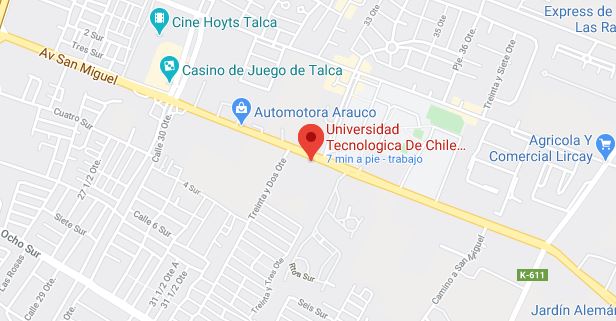 Cine Hoyts Talca
Express de
Las Ra
2 Sur
Tres Sur
Av San Miguel
Casino de Juego de Talca
Pje. 36 Ote.
Treinta y Siete Ote
Automotora Arauco
Cuatro Sur
Calle 30 Ote.
Universidad
Tecnologica De Chile...
7 min a pie - trabajo
Agricola Y
Comercial Lircay
27 1/2 Ote
4 Sur
Treinta y Dos Ote
Calle 6 Sur
Siete Sur
Ocho Sur
Las Rosas
Calle 29 Ote.
31 1/2 Ote A
31 1/2 Ote
Treinta y Tres Ote
Seis Sur
Camino a San Miguel
K-611
Jardín Alemá